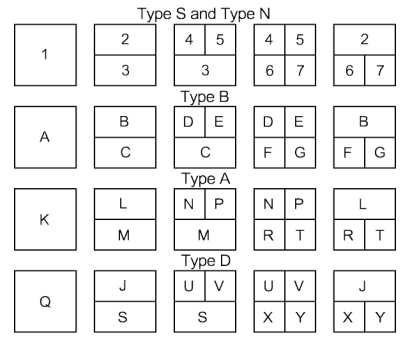 Type S and Type N
2 4 5 4 5 2
1
3 3 6 7 6 7
Type B
B D E D E B
A
C C F G F G
Type A
L N P N P L
K
M M R T R T
Type D
J U V U V J
Q
S S X Y X Y